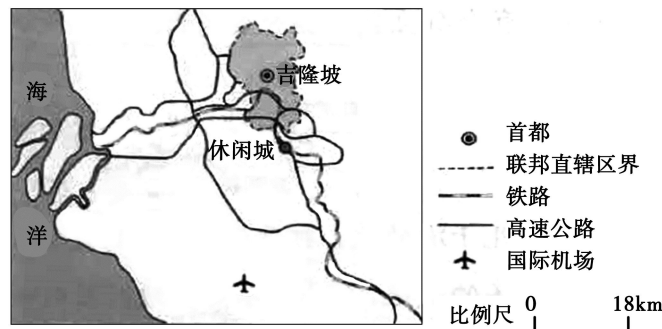 海
洋
吉隆坡
休闲城
首都
联邦直辖区界
铁路
高速公路
国际机场
比例尺 0 18km